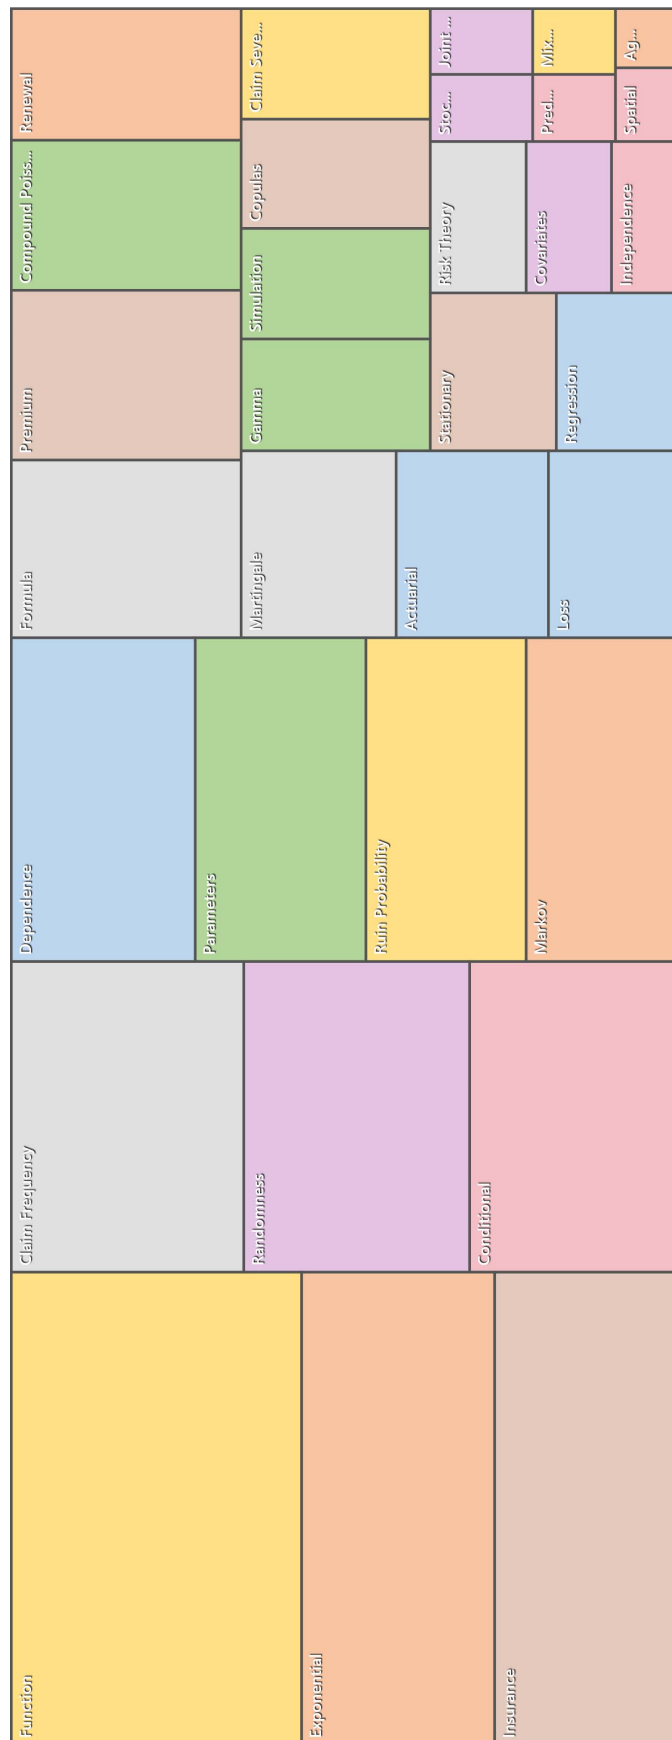 Function
Exponential
Insurance
Claim Frequency
Randomness
Conditional
Dependence
Parameters
Ruin Probability
Markov
Formula
Premium
Compound Poiss...
Renewal
Martingale
Actuarial
Loss
Gamma
Simulation
Copulas
Claim Seve...
Stationary
Regression
Risk Theory
Covariates
Independence
Stoc...
Joint ...
Pred...
Mix...
Spatial
Ag...